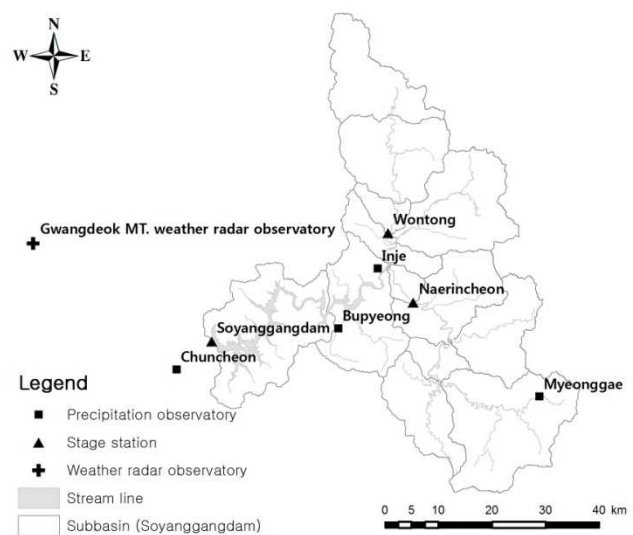 N
W E
S
Wontong
Gwangdeok MT. weather radar observatory
Inje
Naerincheon
Soyanggangdam
Bupyeong
Chuncheon
Myeonggae
Legend
Precipitation observatory
Stage station
Weather radar observatory
Stream line
Subbasin (Soyanggangdam)
0 5 10 20 30 40
KM